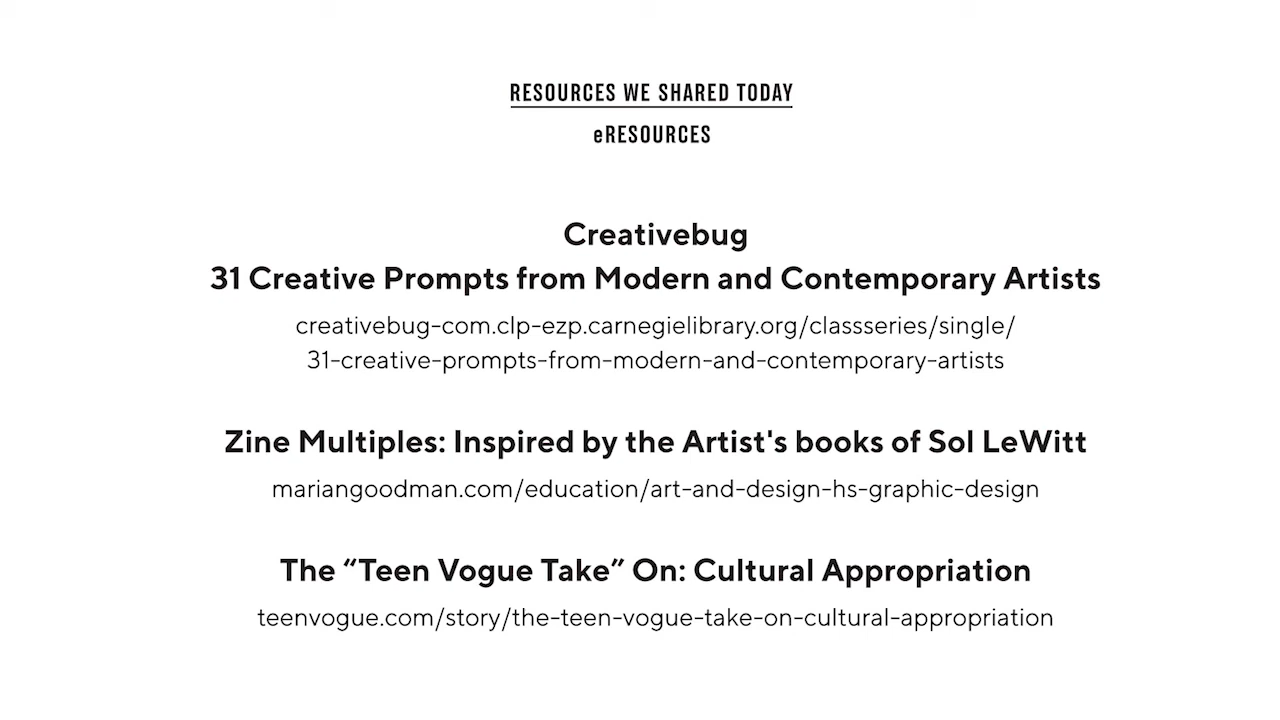 RESOURCES WE SHARED TODAY
eRESOURCES
Creativebug
31 Creative Prompts from Modern and Contemporary Artists
creativebug-com.clp-ezp.carnegielibrary.org/classseries/single/
31-creative-prompts-from-modern-and-contemporary-artists
Zine Multiples: Inspired by the Artist's books of Sol LeWitt
mariangoodman.com/education/art-and-design-hs-graphic-design
The “Teen Vogue Take” On: Cultural Appropriation
teenvogue.com/story/the-teen-vogue-take-on-cultural-appropriation